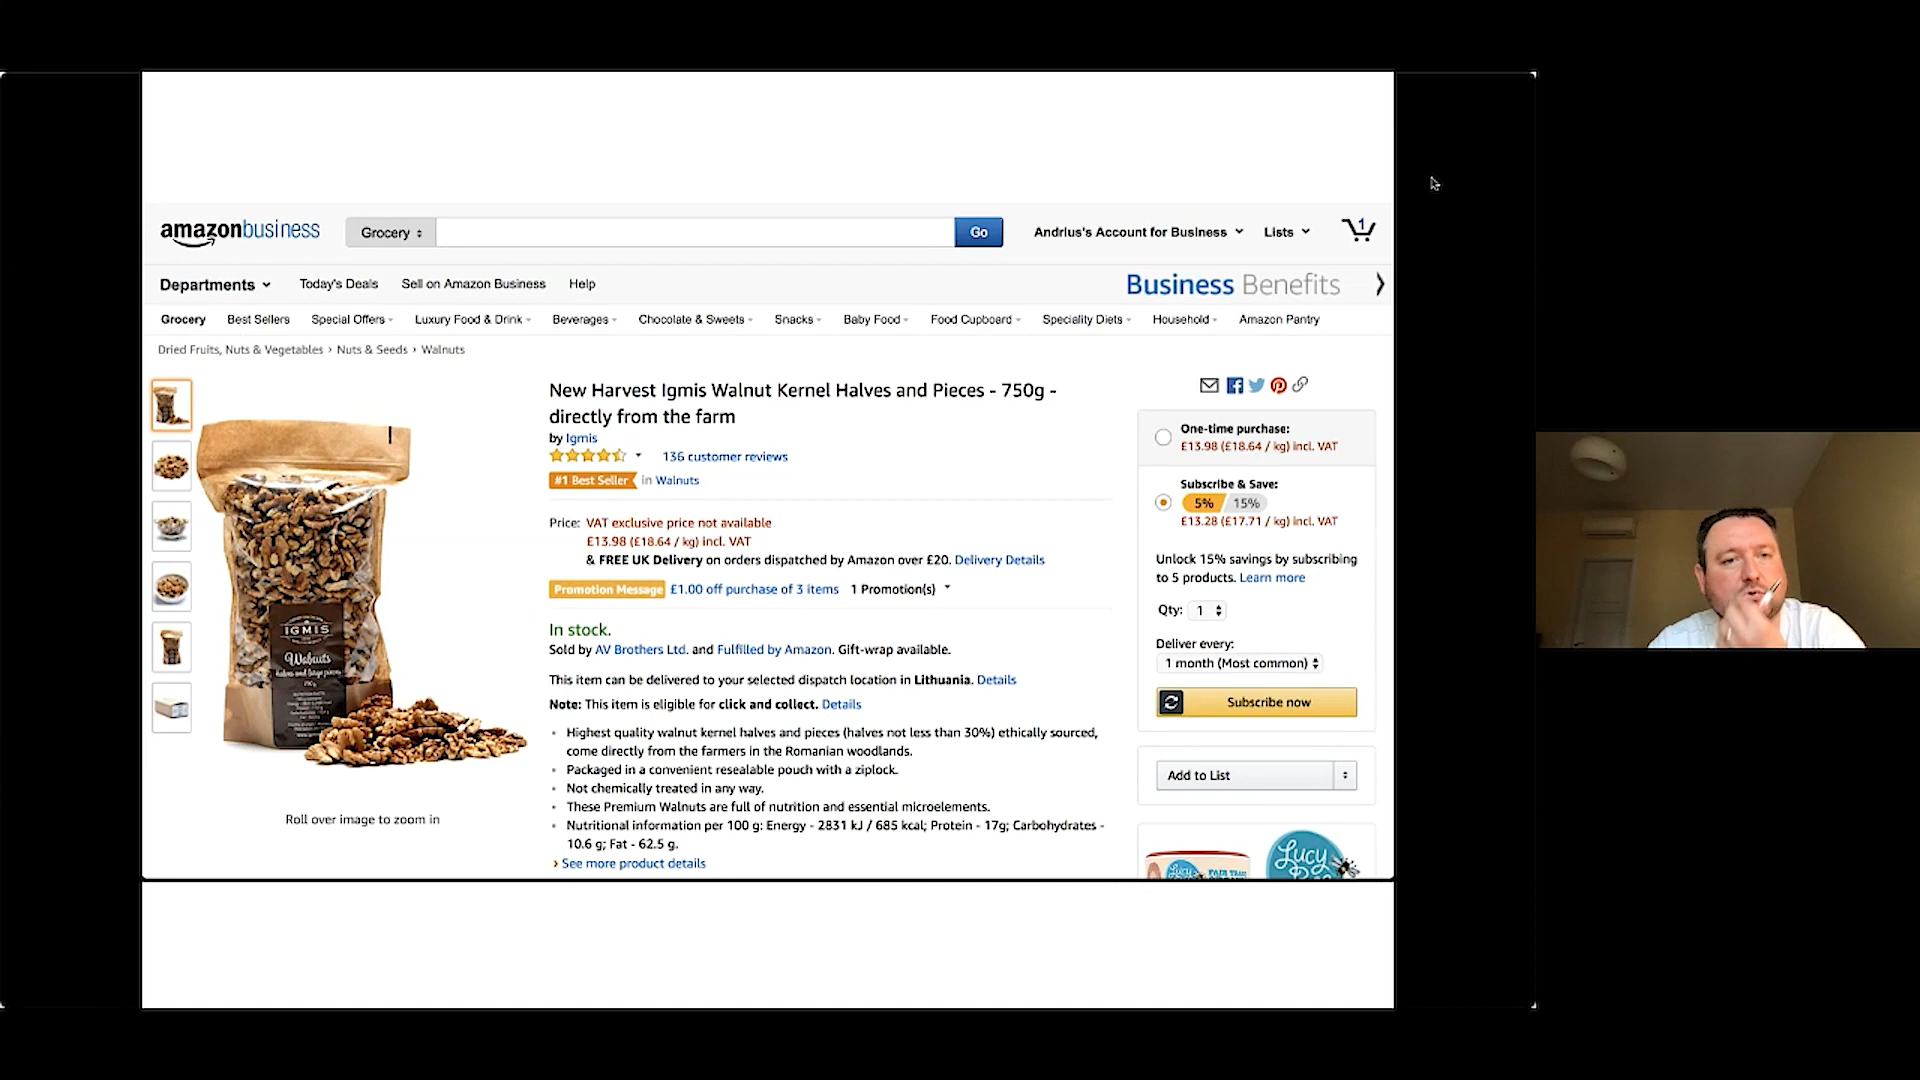 amazonbusiness
Grocery
Go
Andrius's Account for Business
Lists
1
Departments
Today's Deals
Sell on Amazon Business
Help
Business Benefits
Grocery
Best Sellers
Special Offers
Luxury Food & Drink
Beverages
Chocolate & Sweets
Snacks
Baby Food
Food Cupboard
Speciality Diets
Household
Amazon Pantry
Dried Fruits, Nuts & Vegetables › Nuts & Seeds › Walnuts
New Harvest Igmis Walnut Kernel Halves and Pieces - 750g -
directly from the farm
by Igmis
136 customer reviews
#1 Best Seller in Walnuts
Price: VAT exclusive price not available
£13.98 (£18.64 / kg) incl. VAT
& FREE UK Delivery on orders dispatched by Amazon over £20. Delivery Details
Promotion Message £1.00 off purchase of 3 items 1 Promotion(s)
In stock.
Sold by AV Brothers Ltd. and Fulfilled by Amazon. Gift-wrap available.
This item can be delivered to your selected dispatch location in Lithuania. Details
Note: This item is eligible for click and collect. Details
Highest quality walnut kernel halves and pieces (halves not less than 30%) ethically sourced,
come directly from the farmers in the Romanian woodlands.
Packaged in a convenient resealable pouch with a ziplock.
Not chemically treated in any way.
These Premium Walnuts are full of nutrition and essential microelements.
Nutritional information per 100 g: Energy - 2831 kJ / 685 kcal; Protein - 17g; Carbohydrates -
10.6 g; Fat - 62.5 g.
› See more product details
IGMIS
Walnuts
halves and large pieces
Roll over image to zoom in
One-time purchase:
£13.98 (£18.64 / kg) incl. VAT
Subscribe & Save:
5% 15%
£13.28 (£17.71 / kg) incl. VAT
Unlock 15% savings by subscribing
to 5 products. Learn more
Qty: 1
Deliver every:
1 month (Most common)
Subscribe now
Add to List
Lucy
FAIR TRADE
Lucy